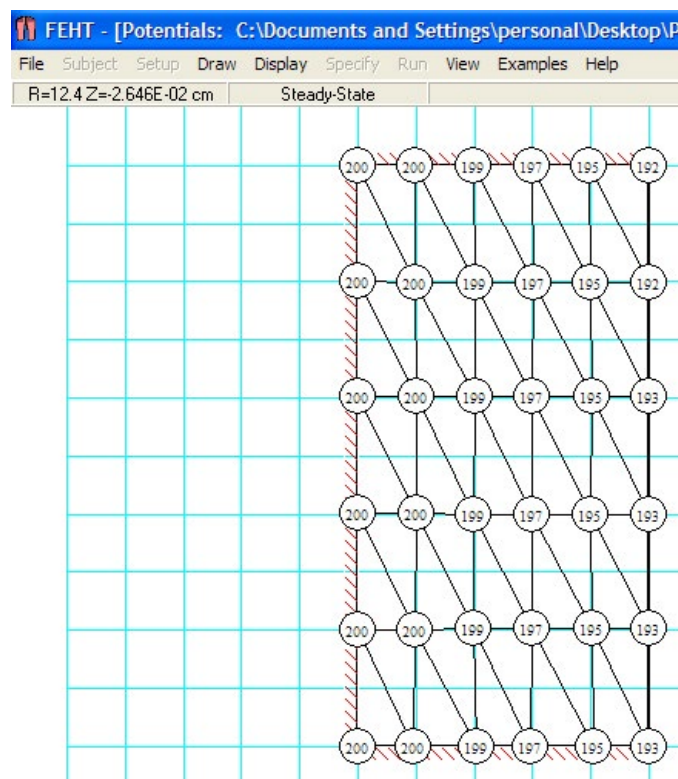 FEHT - [Potentials: C:\Documents and Settings\personal\Desktop\P
File Subject Setup Draw Display Specify Run View Examples Help
R=12.4 Z=-2.646E-02 cm Steady-State
200 200 199 197 195 192
200 200 199 197 195 192
200 200 199 197 195 193
200 200 199 197 195 193
200 200 199 197 195 193
200 200 199 197 195 193